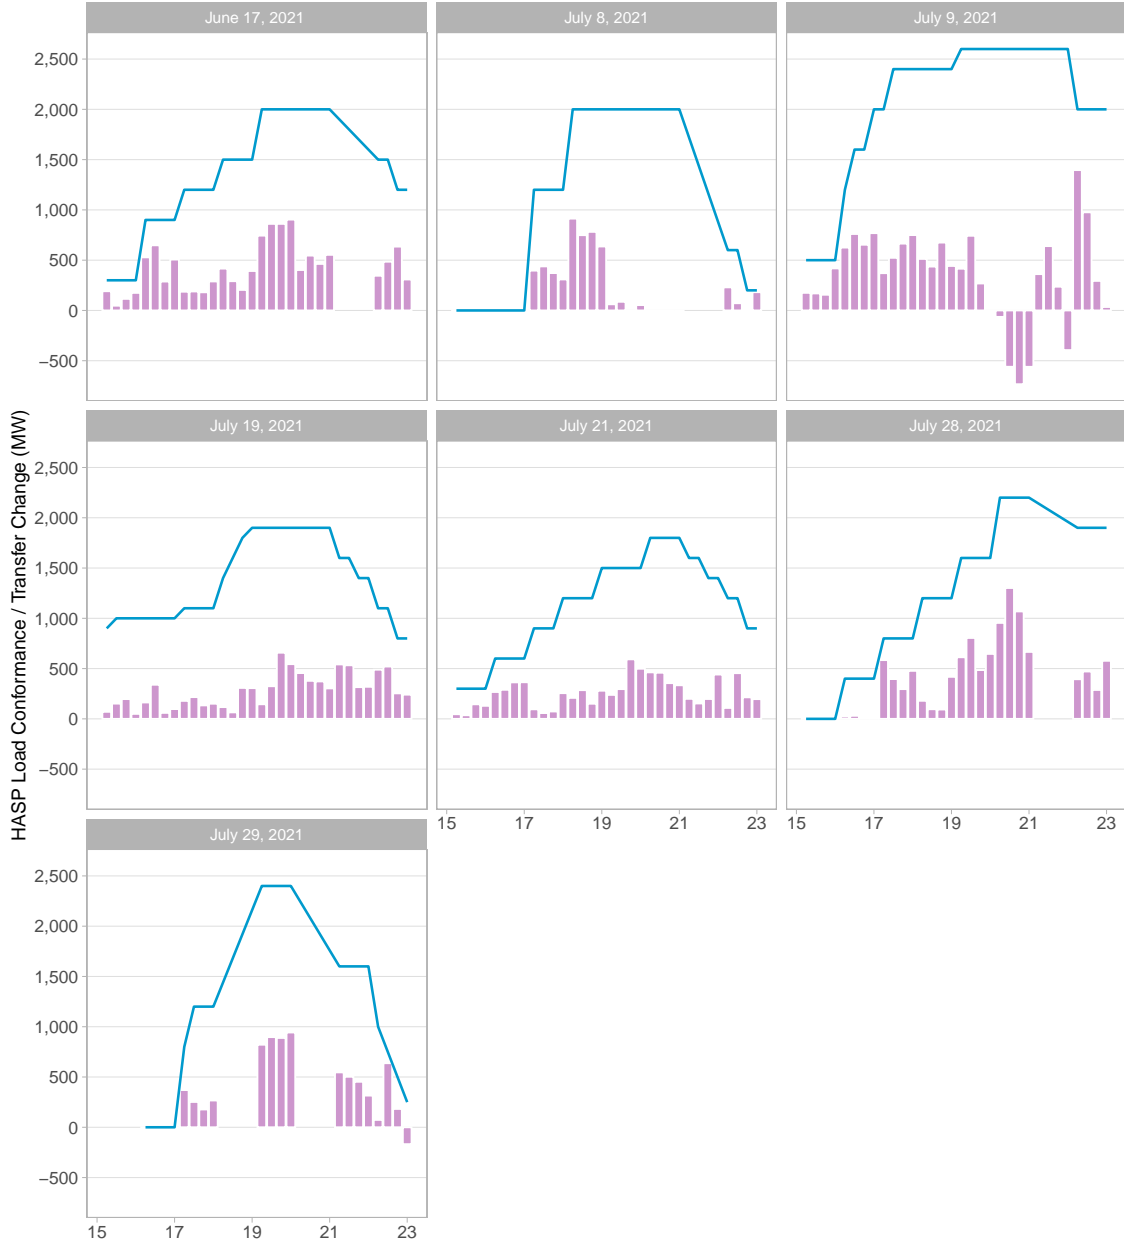 June 17, 2021
July 8, 2021
July 9, 2021
2,500
2,000
1,500
1,000
500
0
−500
July 19, 2021
July 21, 2021
July 28, 2021
2,500
2,000
1,500
1,000
500
0
−500
15 17 19 21 23
15 17 19 21 23
July 29, 2021
2,500
2,000
1,500
1,000
500
0
−500
15 17 19 21 23
HASP Load Conformance / Transfer Change (MW)